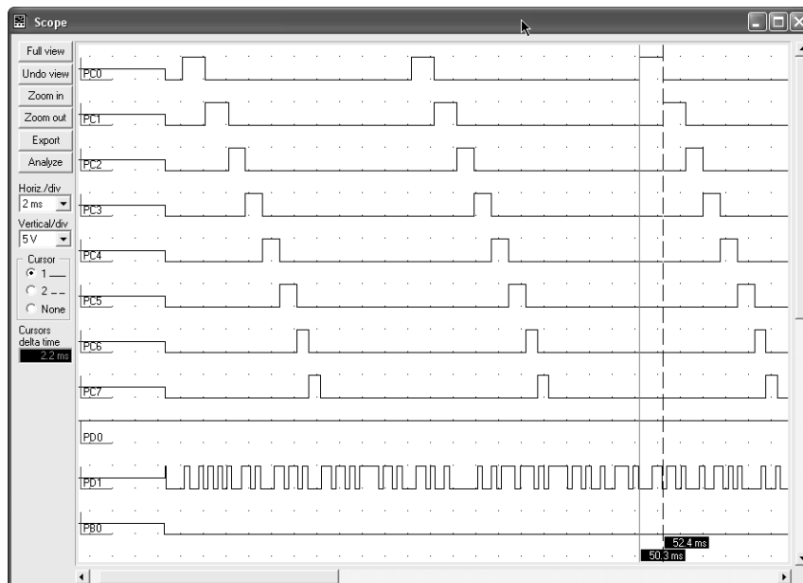 Scope
Full view
Undo view
Zoom in
Zoom out
Export
Analyze
Horiz./div
2 ms
Vertical/div
5 V
Cursor
1 ___
2 _ _
None
Cursors
delta time
2.2 ms
PC0
PC1
PC2
PC3
PC4
PC5
PC6
PC7
PD0
PD1
PB0
52.4 ms
50.3 ms